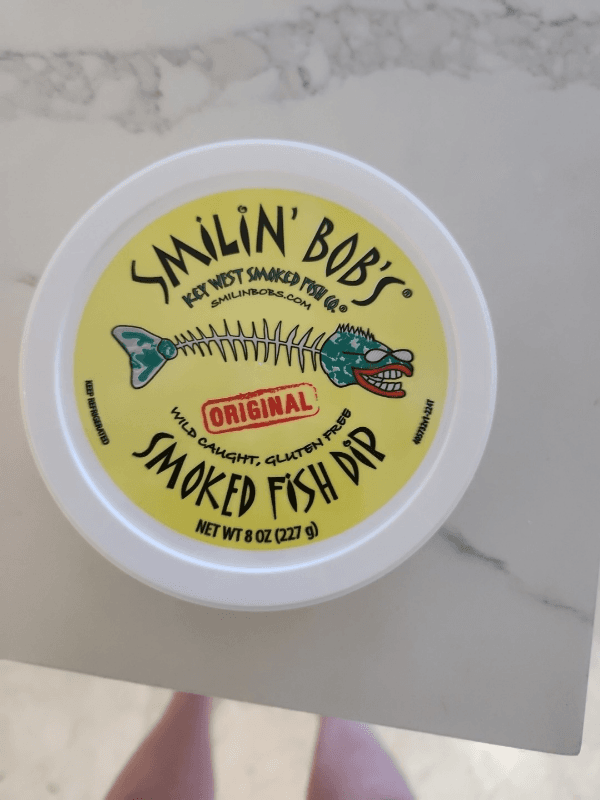 SMILIN' BOB'S®
KEY WEST SMOKED FISH CO.®
SMILINBOBS.COM
ORIGINAL
WILD CAUGHT, GLUTEN FREE
SMOKED FISH DIP
NET WT 8 OZ (227 g)
KEEP REFRIGERATED